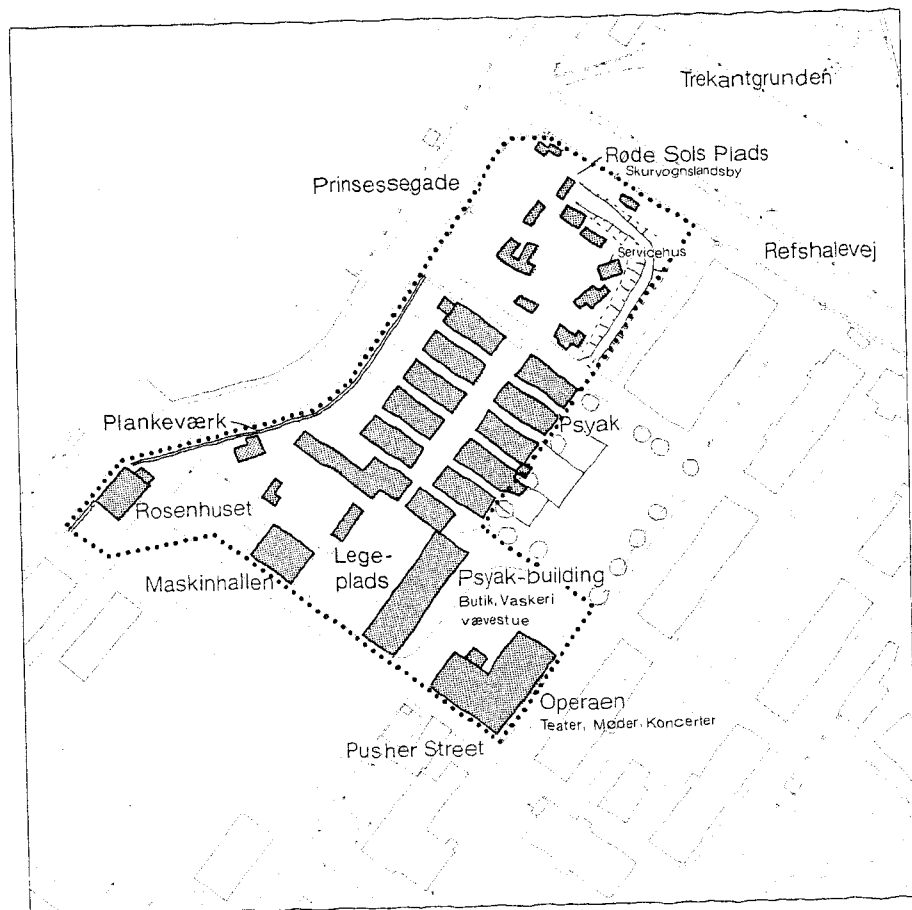 Trekantgrunden
Røde Sols Plads
Skurvognslandsby
Prinsessegade
Refshalevej
Servicehus
Plankeværk
Psyak
Rosenhuset
Maskinhallen
Lege-
plads
Psyak-building
Butik, Vaskeri
vævestue
Operaen
Teater, Møder, Koncerter
Pusher Street